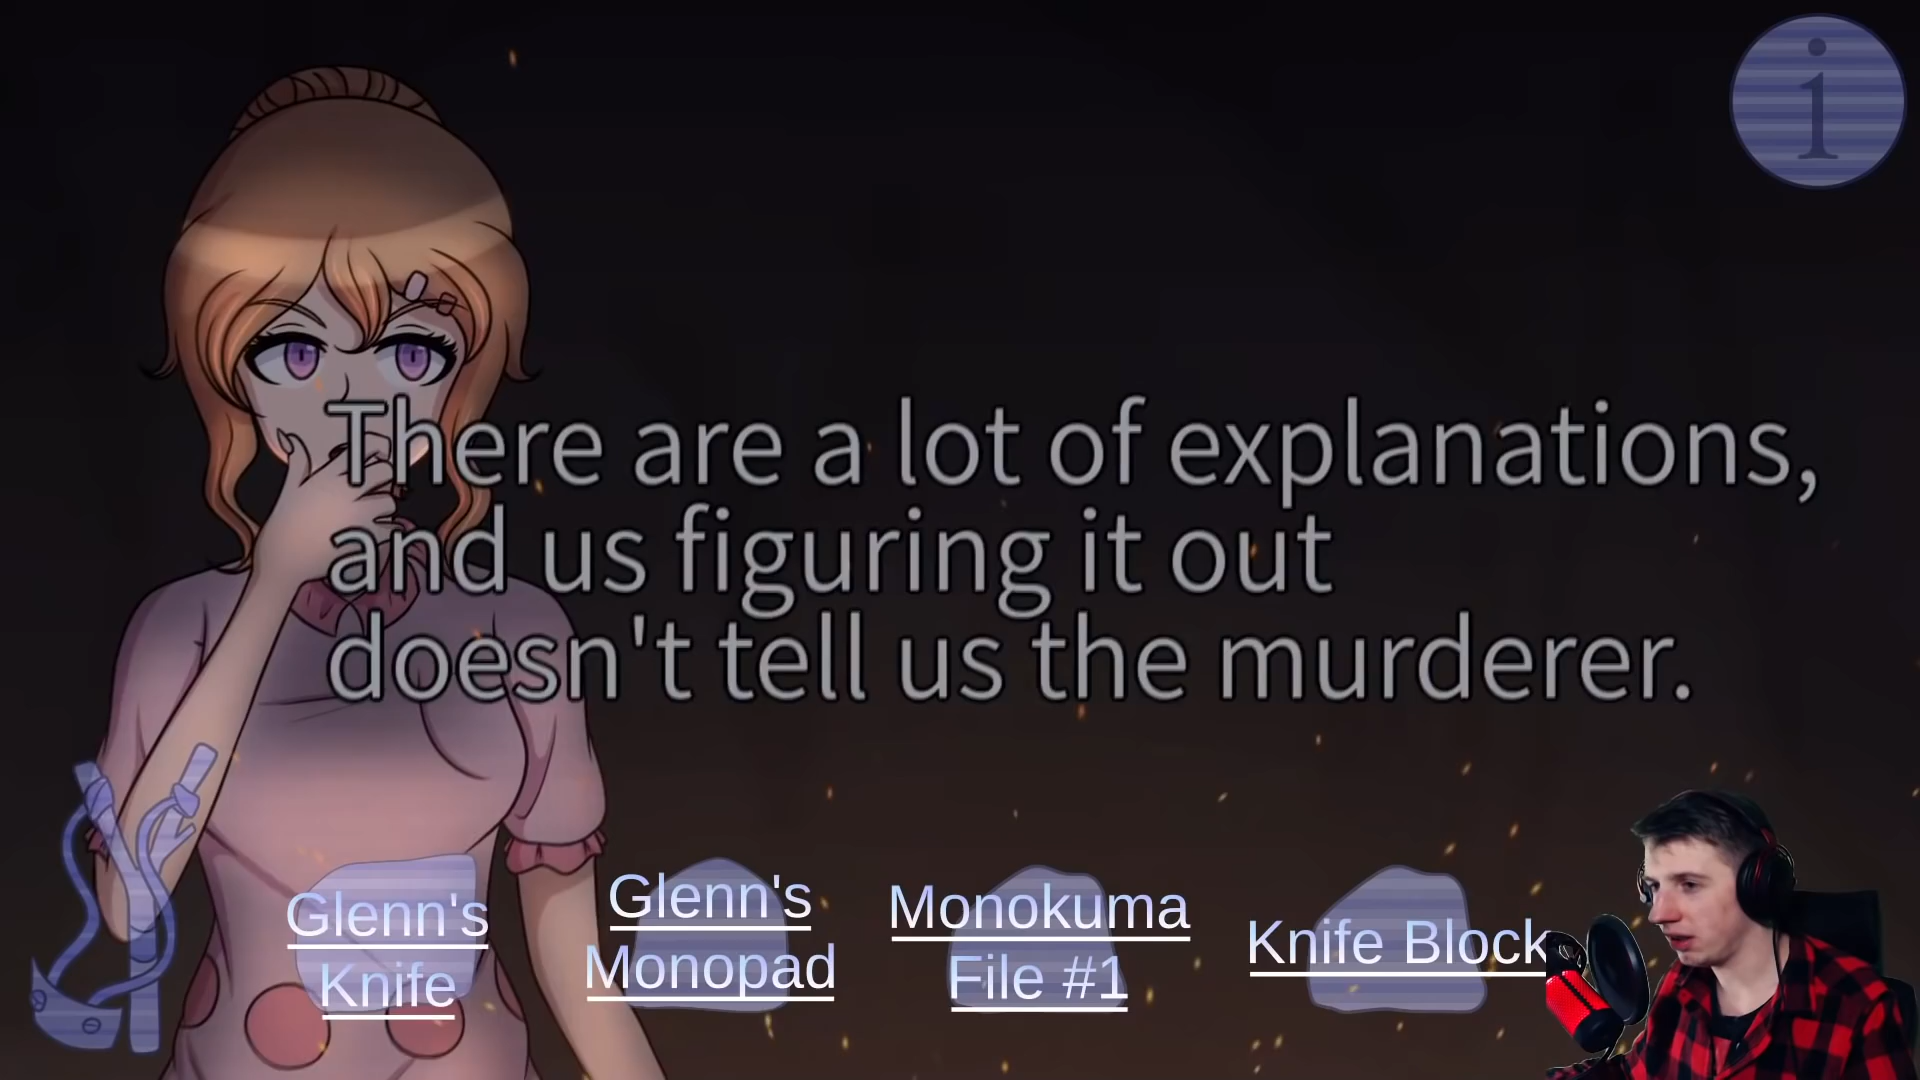 i
There are a lot of explanations,
and us figuring it out
doesn't tell us the murderer.
Glenn's
Knife
Glenn's
Monopad
Monokuma
File #1
Knife Block